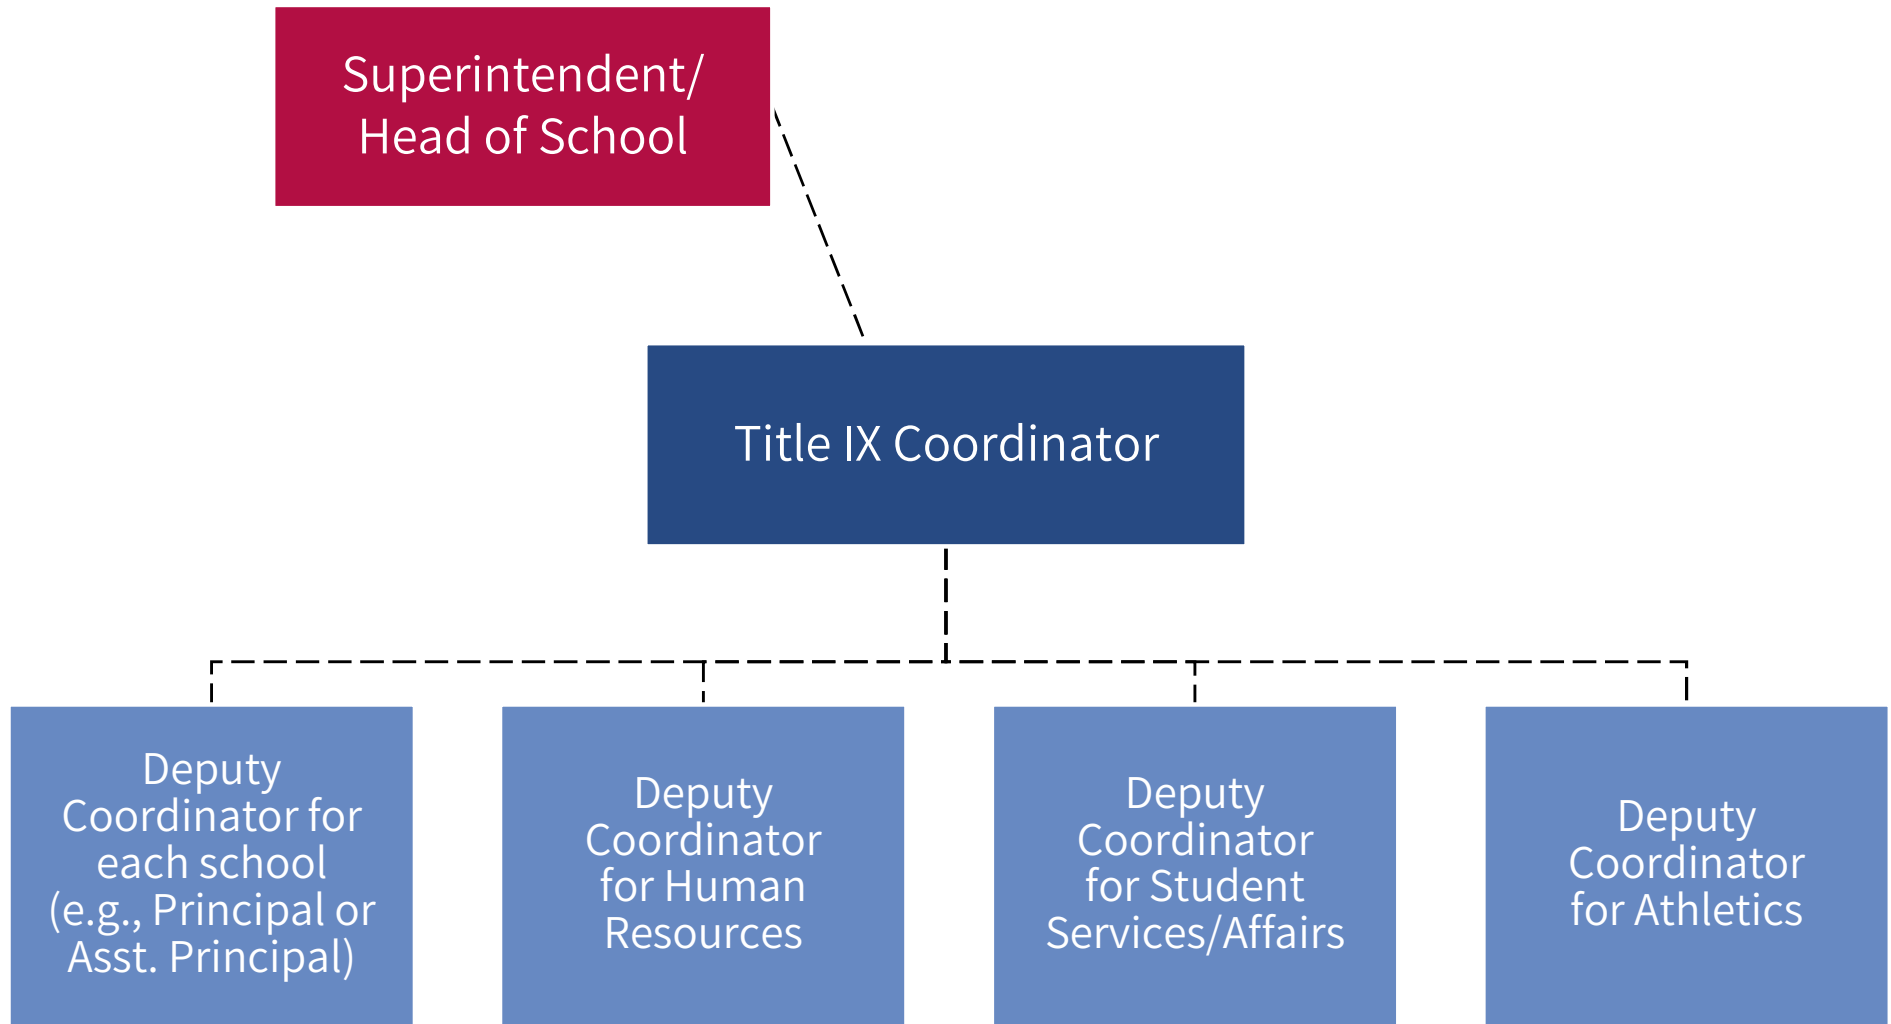 Superintendent/
Head of School
Title IX Coordinator
Deputy
Coordinator for
each school
(e.g., Principal or
Asst. Principal)
Deputy
Coordinator
for Human
Resources
Deputy
Coordinator
for Student
Services/Affairs
Deputy
Coordinator
for Athletics